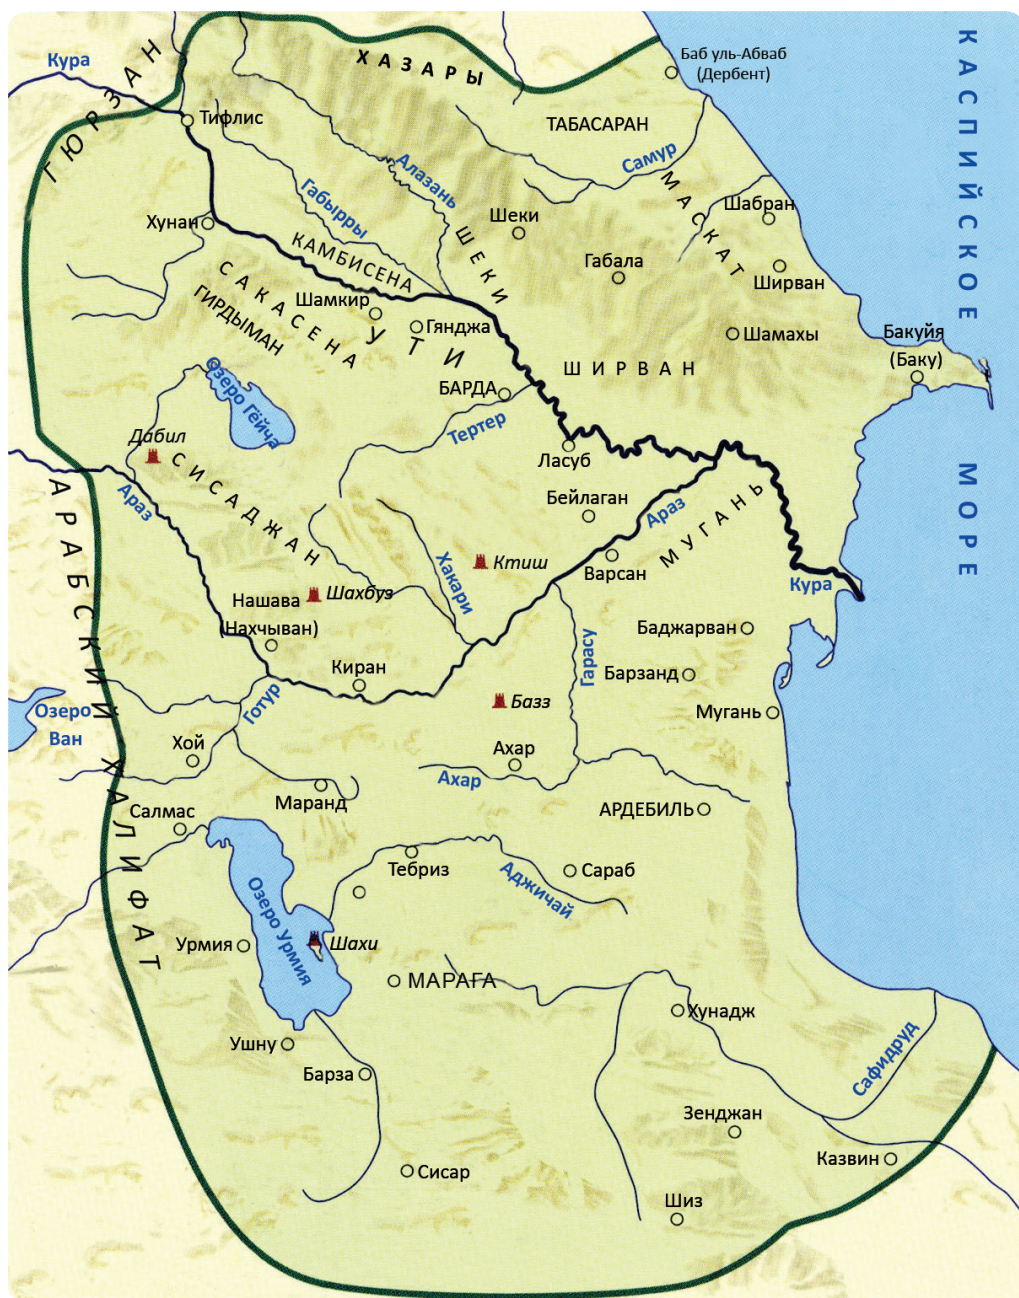 Кура
ГЮРЗАН
ХАЗАРЫ
Баб уль-Абваб
(Дербент)
КАСПИЙСКОЕ
МОРЕ
Тифлис
ТАБАСАРАН
Самур
Алазань
Габырры
МАСКАТ
Шабран
Хунан
Шеки
ШЕКИ
КАМБИСЕНА
Габала
Ширван
САКАСЕНА
ГИРДЫМАН
Шамкир
Гянджа
УТИ
Шамахы
Бакуйя
(Баку)
ШИРВАН
Озеро Гёйча
БАРДА
Тертер
Дабил
СИСАДЖАН
Ласуб
АРАБСКИЙ ХАЛИФАТ
Араз
Бейлаган
Араз
МУГАНЬ
Хакари
Ктиш
Варсан
Кура
Шахбуз
Нашава
(Нахчыван)
Баджарван
Гарасу
Киран
Барзанд
Готур
Базз
Мугань
Озеро
Ван
Хой
Ахар
Ахар
Маранд
Салмас
АРДЕБИЛЬ
Тебриз
Сараб
Аджичай
Озеро Урмия
Урмия
Шахи
МАРАГА
Хунадж
Ушну
Сафидруд
Барза
Зенджан
Казвин
Сисар
Шиз